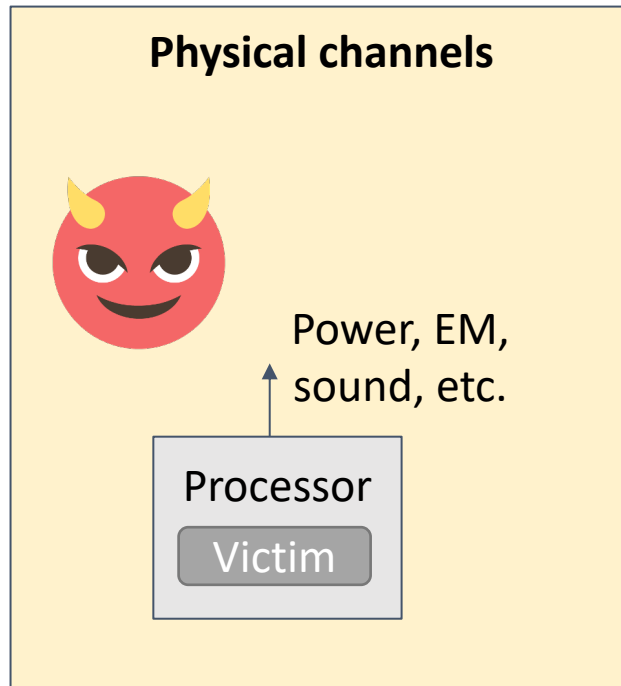 Physical channels
Power, EM,
sound, etc.
Processor
Victim